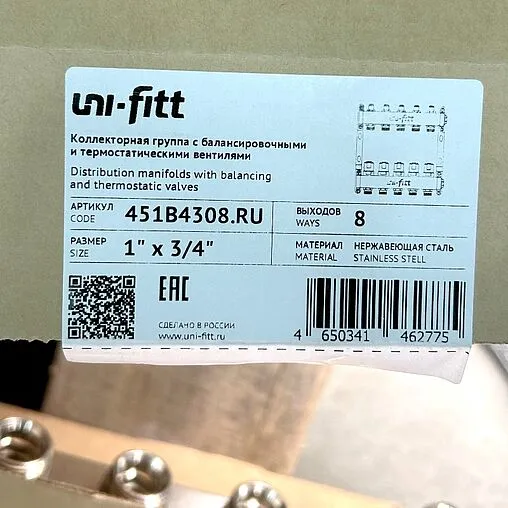 uni-fitt
Коллекторная группа с балансировочными
и термостатическими вентилями
Distribution manifolds with balancing
and thermostatic valves
АРТИКУЛ
CODE
451B4308.RU
ВЫХОДОВ
WAYS
8
РАЗМЕР
SIZE
1" x 3/4"
МАТЕРИАЛ
MATERIAL
НЕРЖАВЕЮЩАЯ СТАЛЬ
STAINLESS STELL
EAC
СДЕЛАНО В РОССИИ
www.uni-fitt.ru
4 650341 462775
uni-fitt